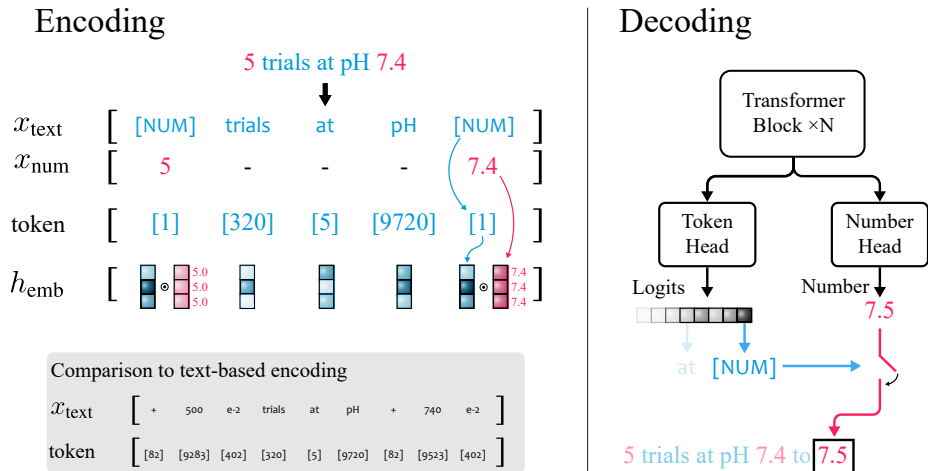 Encoding
5 trials at pH 7.4
x_text [ [NUM] trials at pH [NUM] ]
x_num [ 5 - - - 7.4 ]
token [ [1] [320] [5] [9720] [1] ]
h_emb [ ⊙ 5.0 5.0 5.0 ⊙ 7.4 7.4 7.4 ]
Comparison to text-based encoding
x_text [ + 500 e-2 trials at pH + 740 e-2 ]
token [ [82] [9283] [402] [320] [5] [9720] [82] [9523] [402] ]
Decoding
Transformer
Block ×N
Token
Head
Number
Head
Logits
Number
7.5
at [NUM]
5 trials at pH 7.4 to 7.5